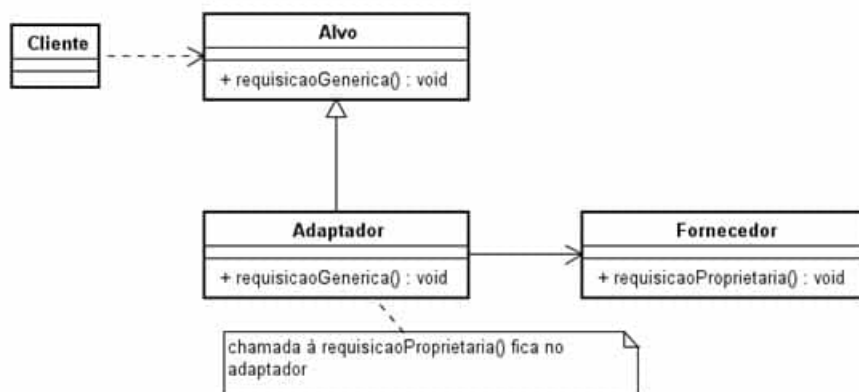 Cliente
Alvo
+ requisicaoGenerica() : void
Adaptador
+ requisicaoGenerica() : void
Fornecedor
+ requisicaoProprietaria() : void
chamada à requisicaoProprietaria() fica no
adaptador